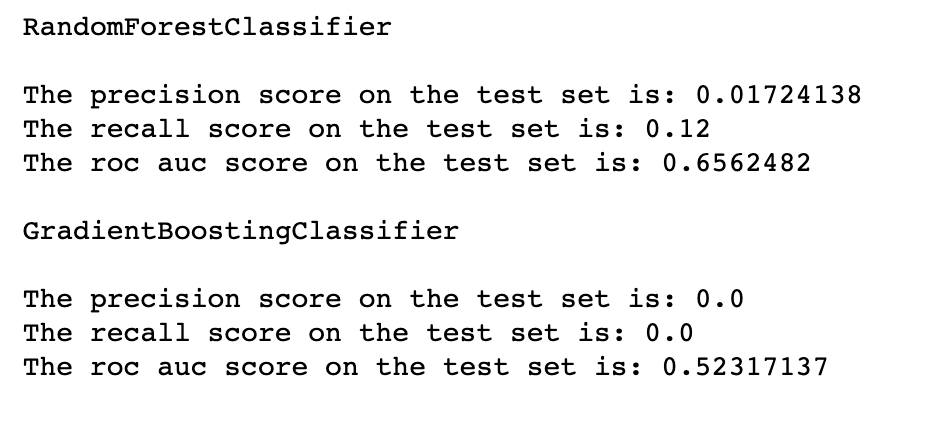 RandomForestClassifier
The precision score on the test set is: 0.01724138
The recall score on the test set is: 0.12
The roc auc score on the test set is: 0.6562482
GradientBoostingClassifier
The precision score on the test set is: 0.0
The recall score on the test set is: 0.0
The roc auc score on the test set is: 0.52317137